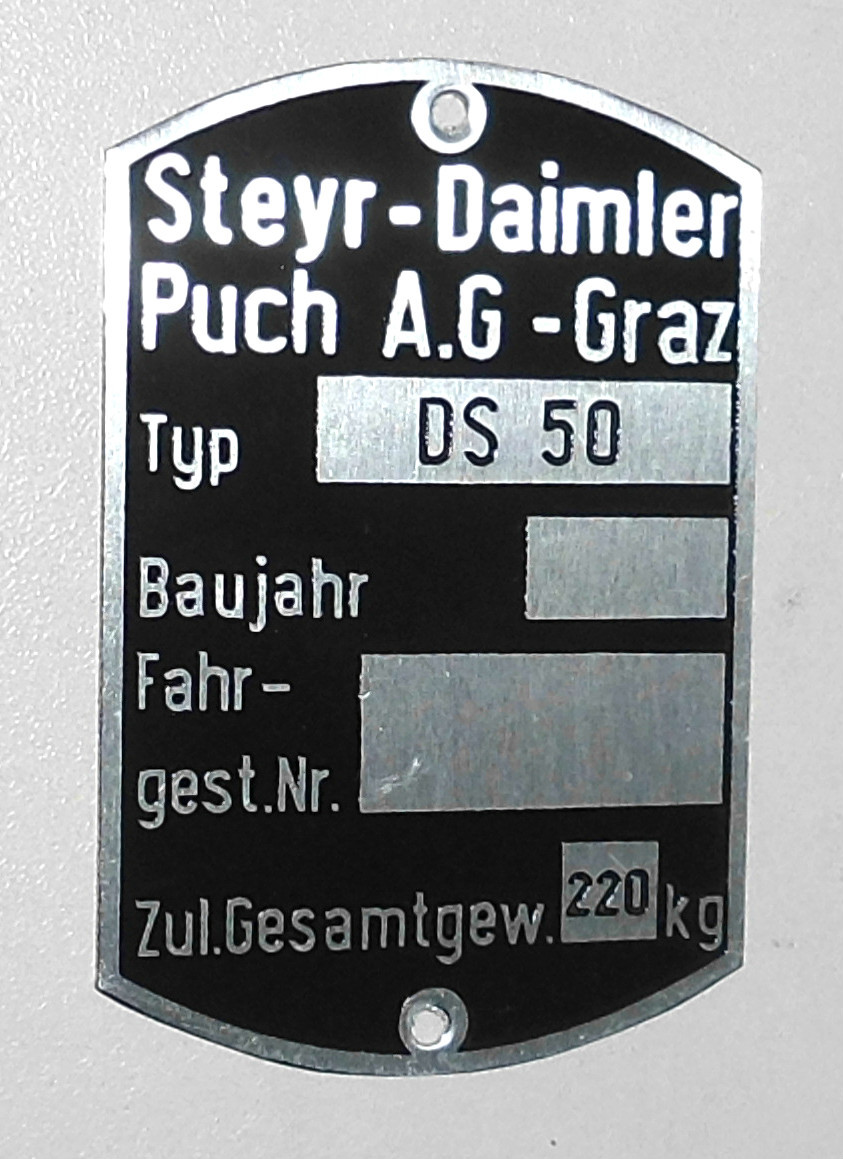 Steyr-Daimler
Puch A.G -Graz
Typ DS 50
Baujahr
Fahr-
gest.Nr.
Zul.Gesamtgew. 220 kg